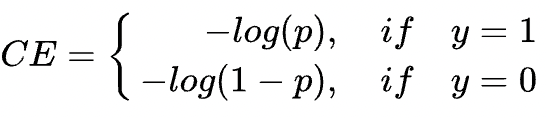 CE = { -log(p), if y = 1
-log(1 - p), if y = 0